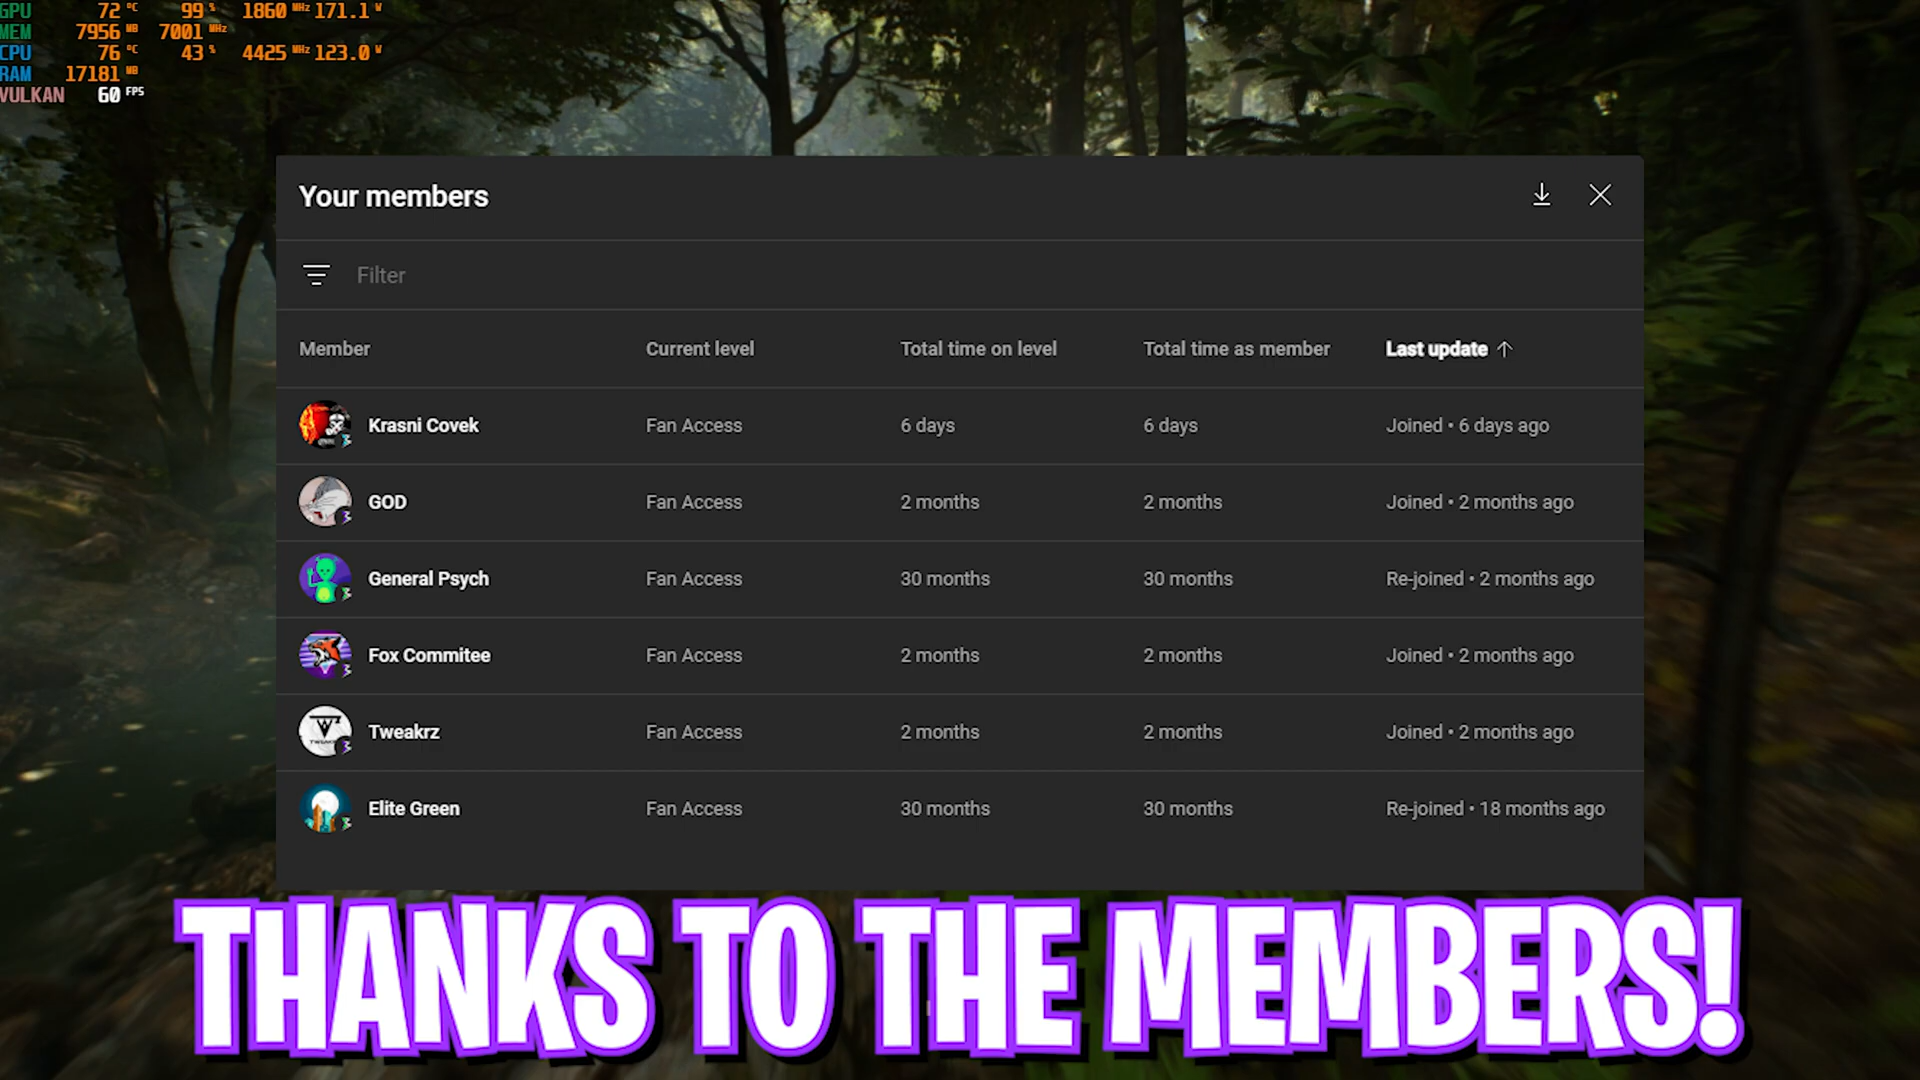 GPU 72 °C 99 % 1860 MHz 171.1 W
MEM 7956 MB 7001 MHz
CPU 76 °C 43 % 4425 MHz 123.0 W
RAM 17181 MB
VULKAN 60 FPS
Your members
Filter
Member Current level Total time on level Total time as member Last update ↑
Krasni Covek Fan Access 6 days 6 days Joined • 6 days ago
GOD Fan Access 2 months 2 months Joined • 2 months ago
General Psych Fan Access 30 months 30 months Re-joined • 2 months ago
Fox Commitee Fan Access 2 months 2 months Joined • 2 months ago
Tweakrz Fan Access 2 months 2 months Joined • 2 months ago
Elite Green Fan Access 30 months 30 months Re-joined • 18 months ago
THANKS TO THE MEMBERS!